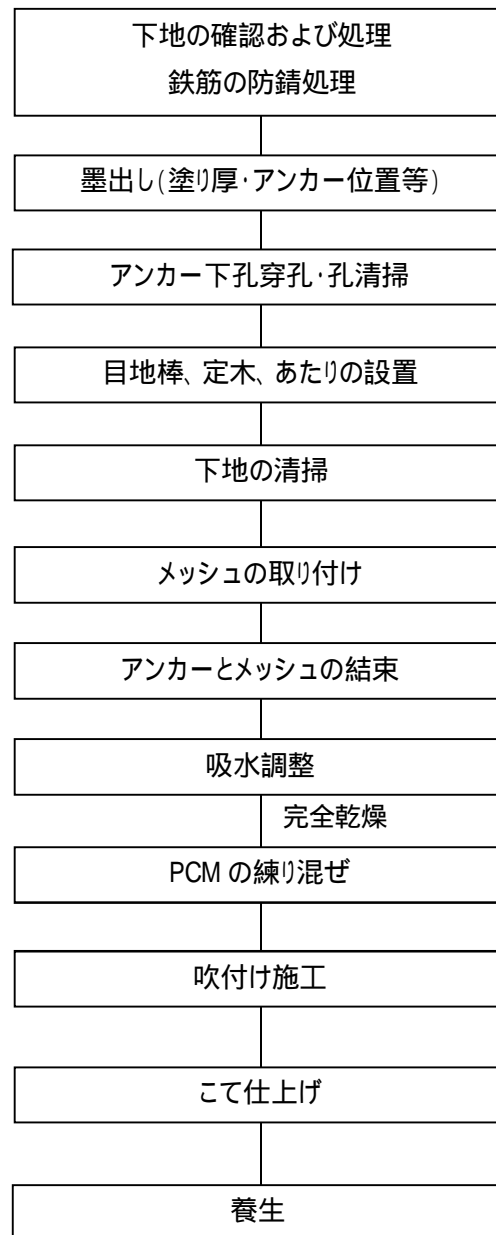 下地の確認および処理
鉄筋の防錆処理
墨出し(塗り厚・アンカー位置等)
アンカー下孔穿孔・孔清掃
目地棒、定木、あたりの設置
下地の清掃
メッシュの取り付け
アンカーとメッシュの結束
吸水調整
完全乾燥
PCM の練り混ぜ
吹付け施工
こて仕上げ
養生